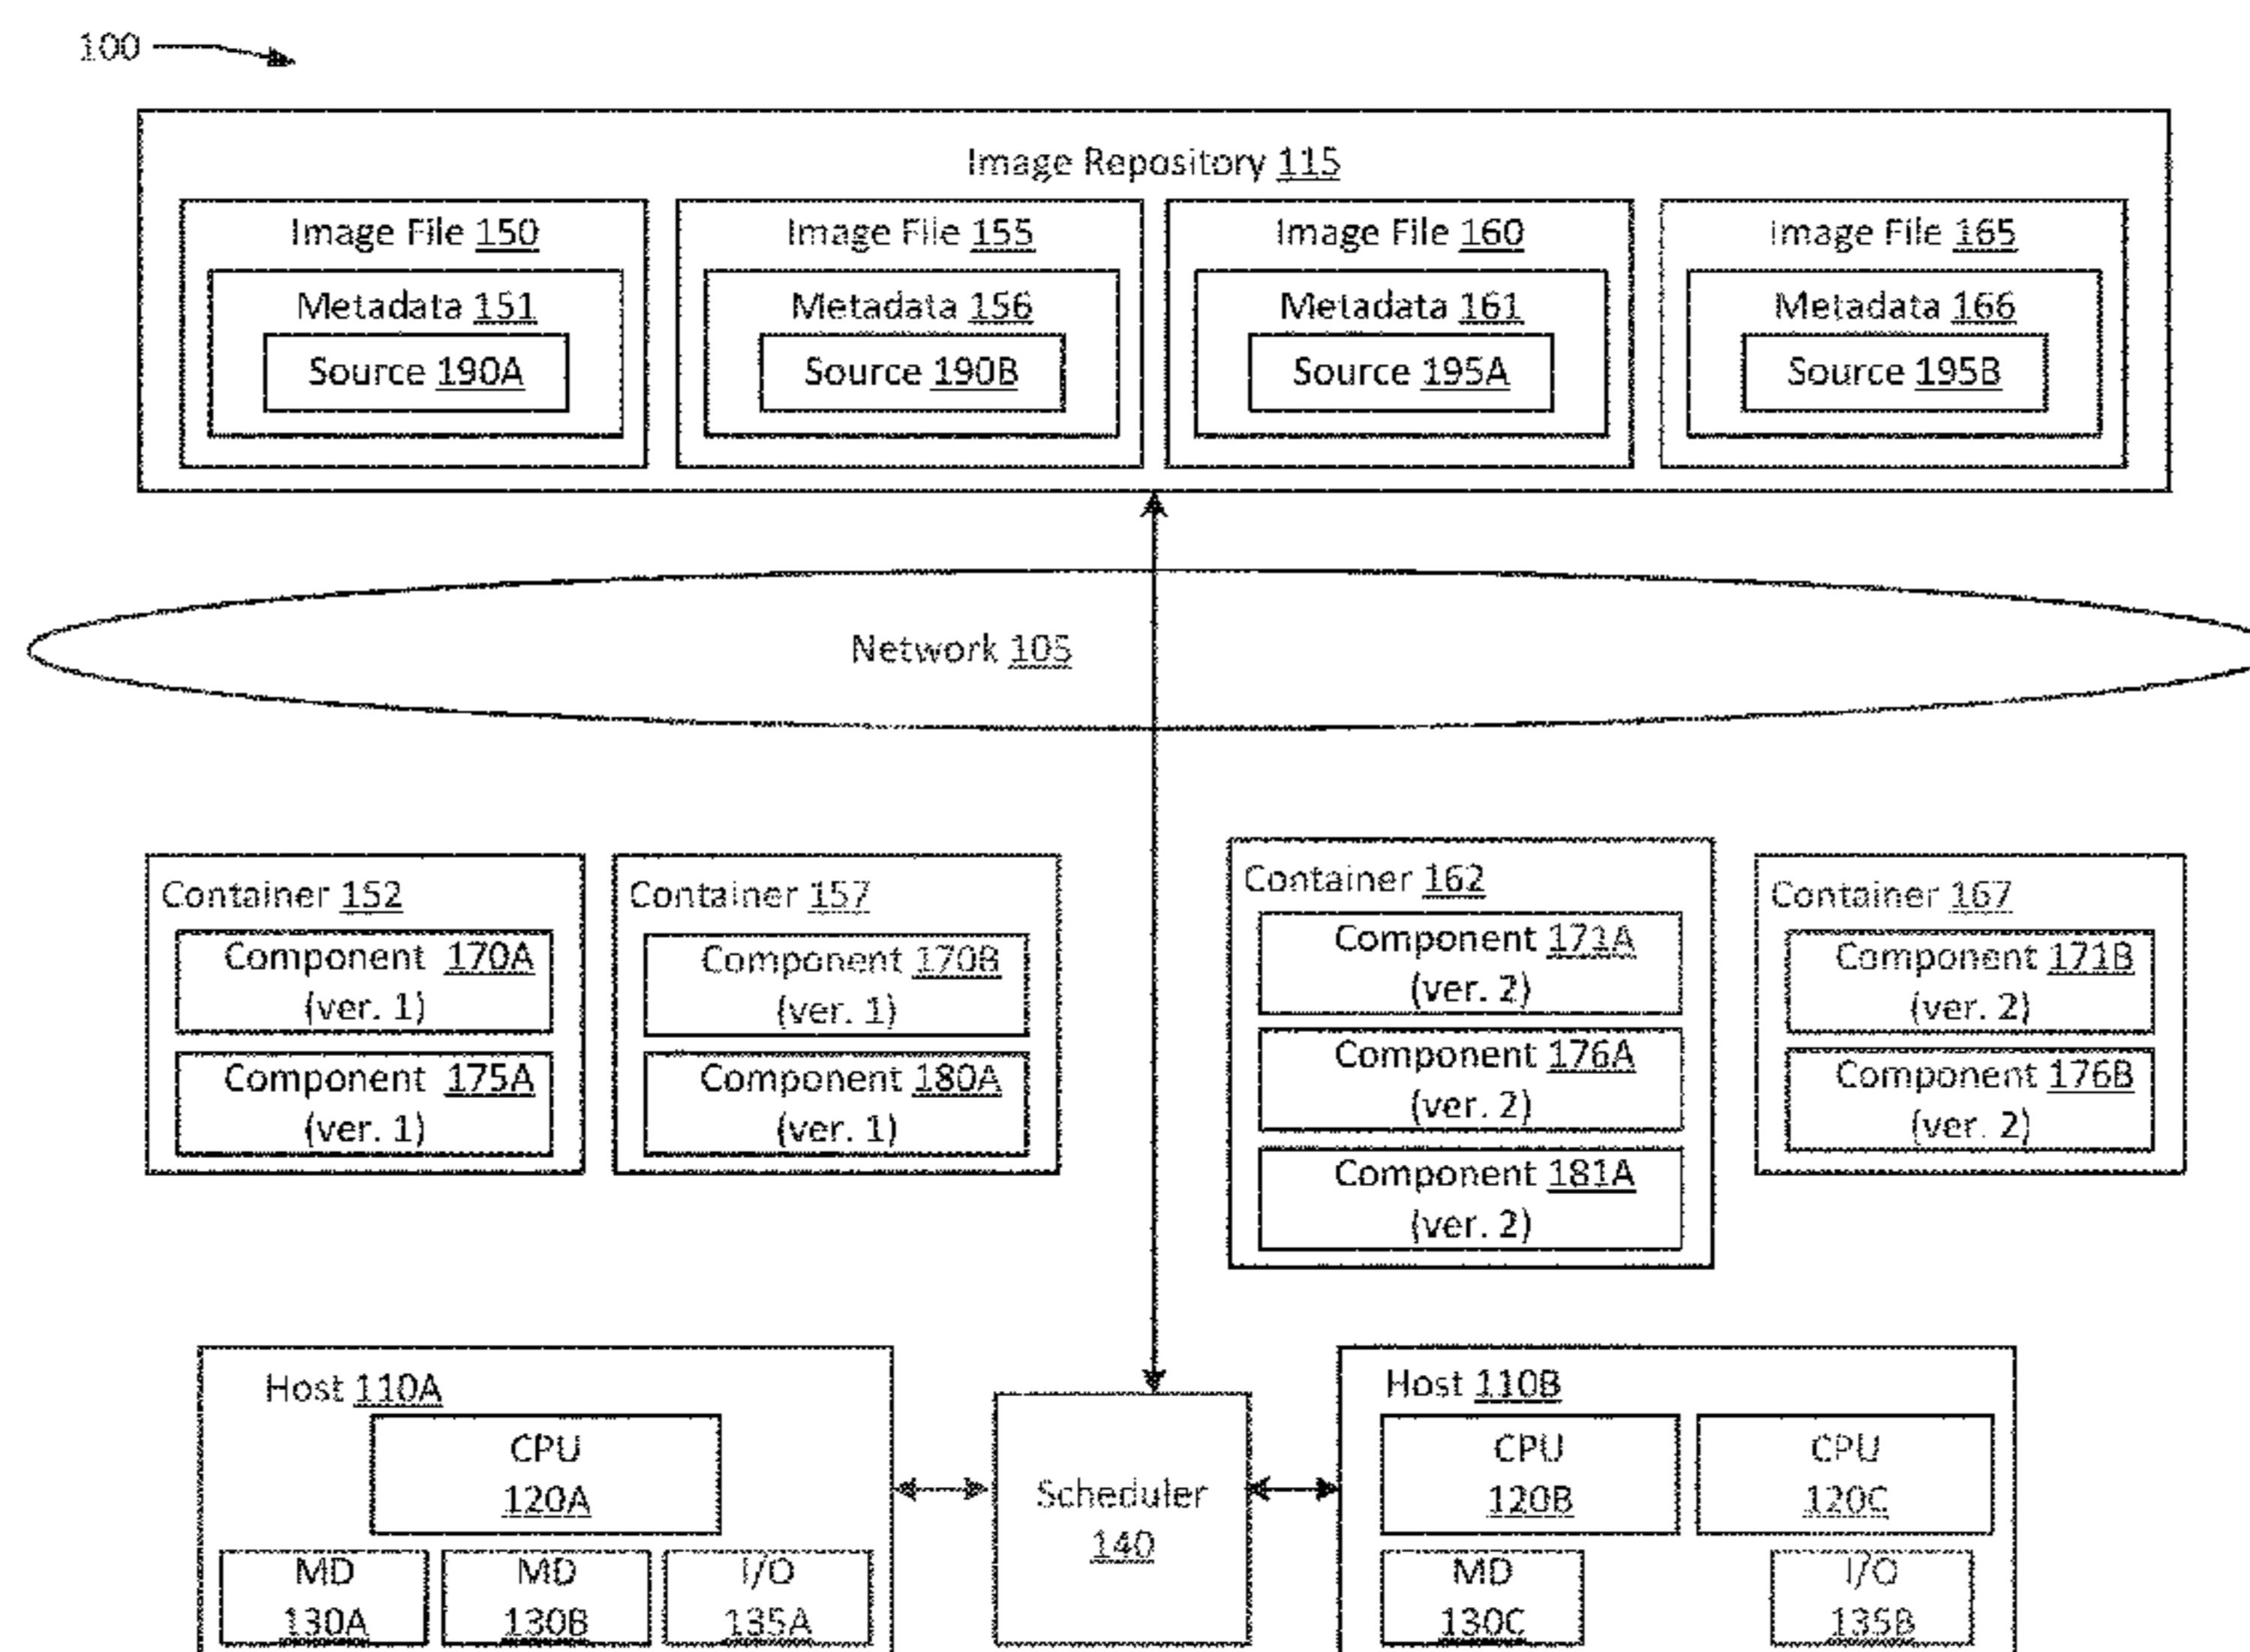 100
Image Repository 115
Image File 150
Image File 155
Image File 160
Image File 165
Metadata 151
Metadata 156
Metadata 161
Metadata 166
Source 190A
Source 190B
Source 195A
Source 195B
Network 105
Container 152
Component 170A
(ver. 1)
Component 175A
(ver. 1)
Container 157
Component 170B
(ver. 1)
Component 180A
(ver. 1)
Container 162
Component 171A
(ver. 2)
Component 176A
(ver. 2)
Component 181A
(ver. 2)
Container 167
Component 171B
(ver. 2)
Component 176B
(ver. 2)
Host 110A
CPU
120A
MD
130A
MD
130B
I/O
135A
Scheduler
140
Host 110B
CPU
120B
CPU
120C
MD
130C
I/O
135B